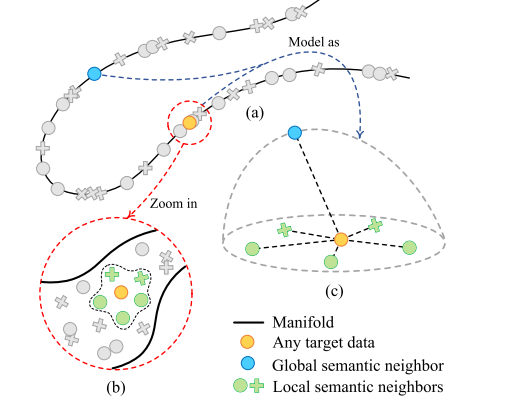 Model as
(a)
Zoom in
(c)
(b)
Manifold
Any target data
Global semantic neighbor
Local semantic neighbors